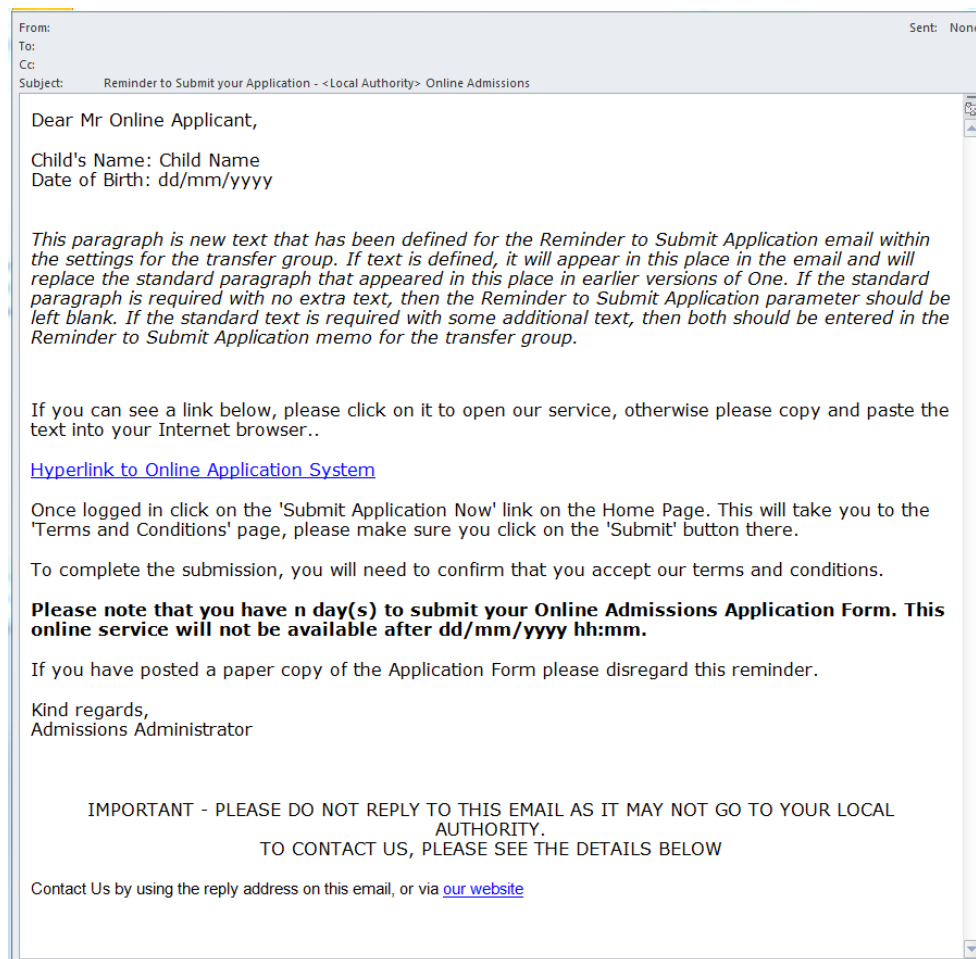 From:
Sent: None
To:
Cc:
Subject: Reminder to Submit your Application - <Local Authority> Online Admissions
Dear Mr Online Applicant,
Child's Name: Child Name
Date of Birth: dd/mm/yyyy
This paragraph is new text that has been defined for the Reminder to Submit Application email within
the settings for the transfer group. If text is defined, it will appear in this place in the email and will
replace the standard paragraph that appeared in this place in earlier versions of One. If the standard
paragraph is required with no extra text, then the Reminder to Submit Application parameter should be
left blank. If the standard text is required with some additional text, then both should be entered in the
Reminder to Submit Application memo for the transfer group.
If you can see a link below, please click on it to open our service, otherwise please copy and paste the
text into your Internet browser..
Hyperlink to Online Application System
Once logged in click on the 'Submit Application Now' link on the Home Page. This will take you to the
'Terms and Conditions' page, please make sure you click on the 'Submit' button there.
To complete the submission, you will need to confirm that you accept our terms and conditions.
Please note that you have n day(s) to submit your Online Admissions Application Form. This
online service will not be available after dd/mm/yyyy hh:mm.
If you have posted a paper copy of the Application Form please disregard this reminder.
Kind regards,
Admissions Administrator
IMPORTANT - PLEASE DO NOT REPLY TO THIS EMAIL AS IT MAY NOT GO TO YOUR LOCAL
AUTHORITY.
TO CONTACT US, PLEASE SEE THE DETAILS BELOW
Contact Us by using the reply address on this email, or via our website